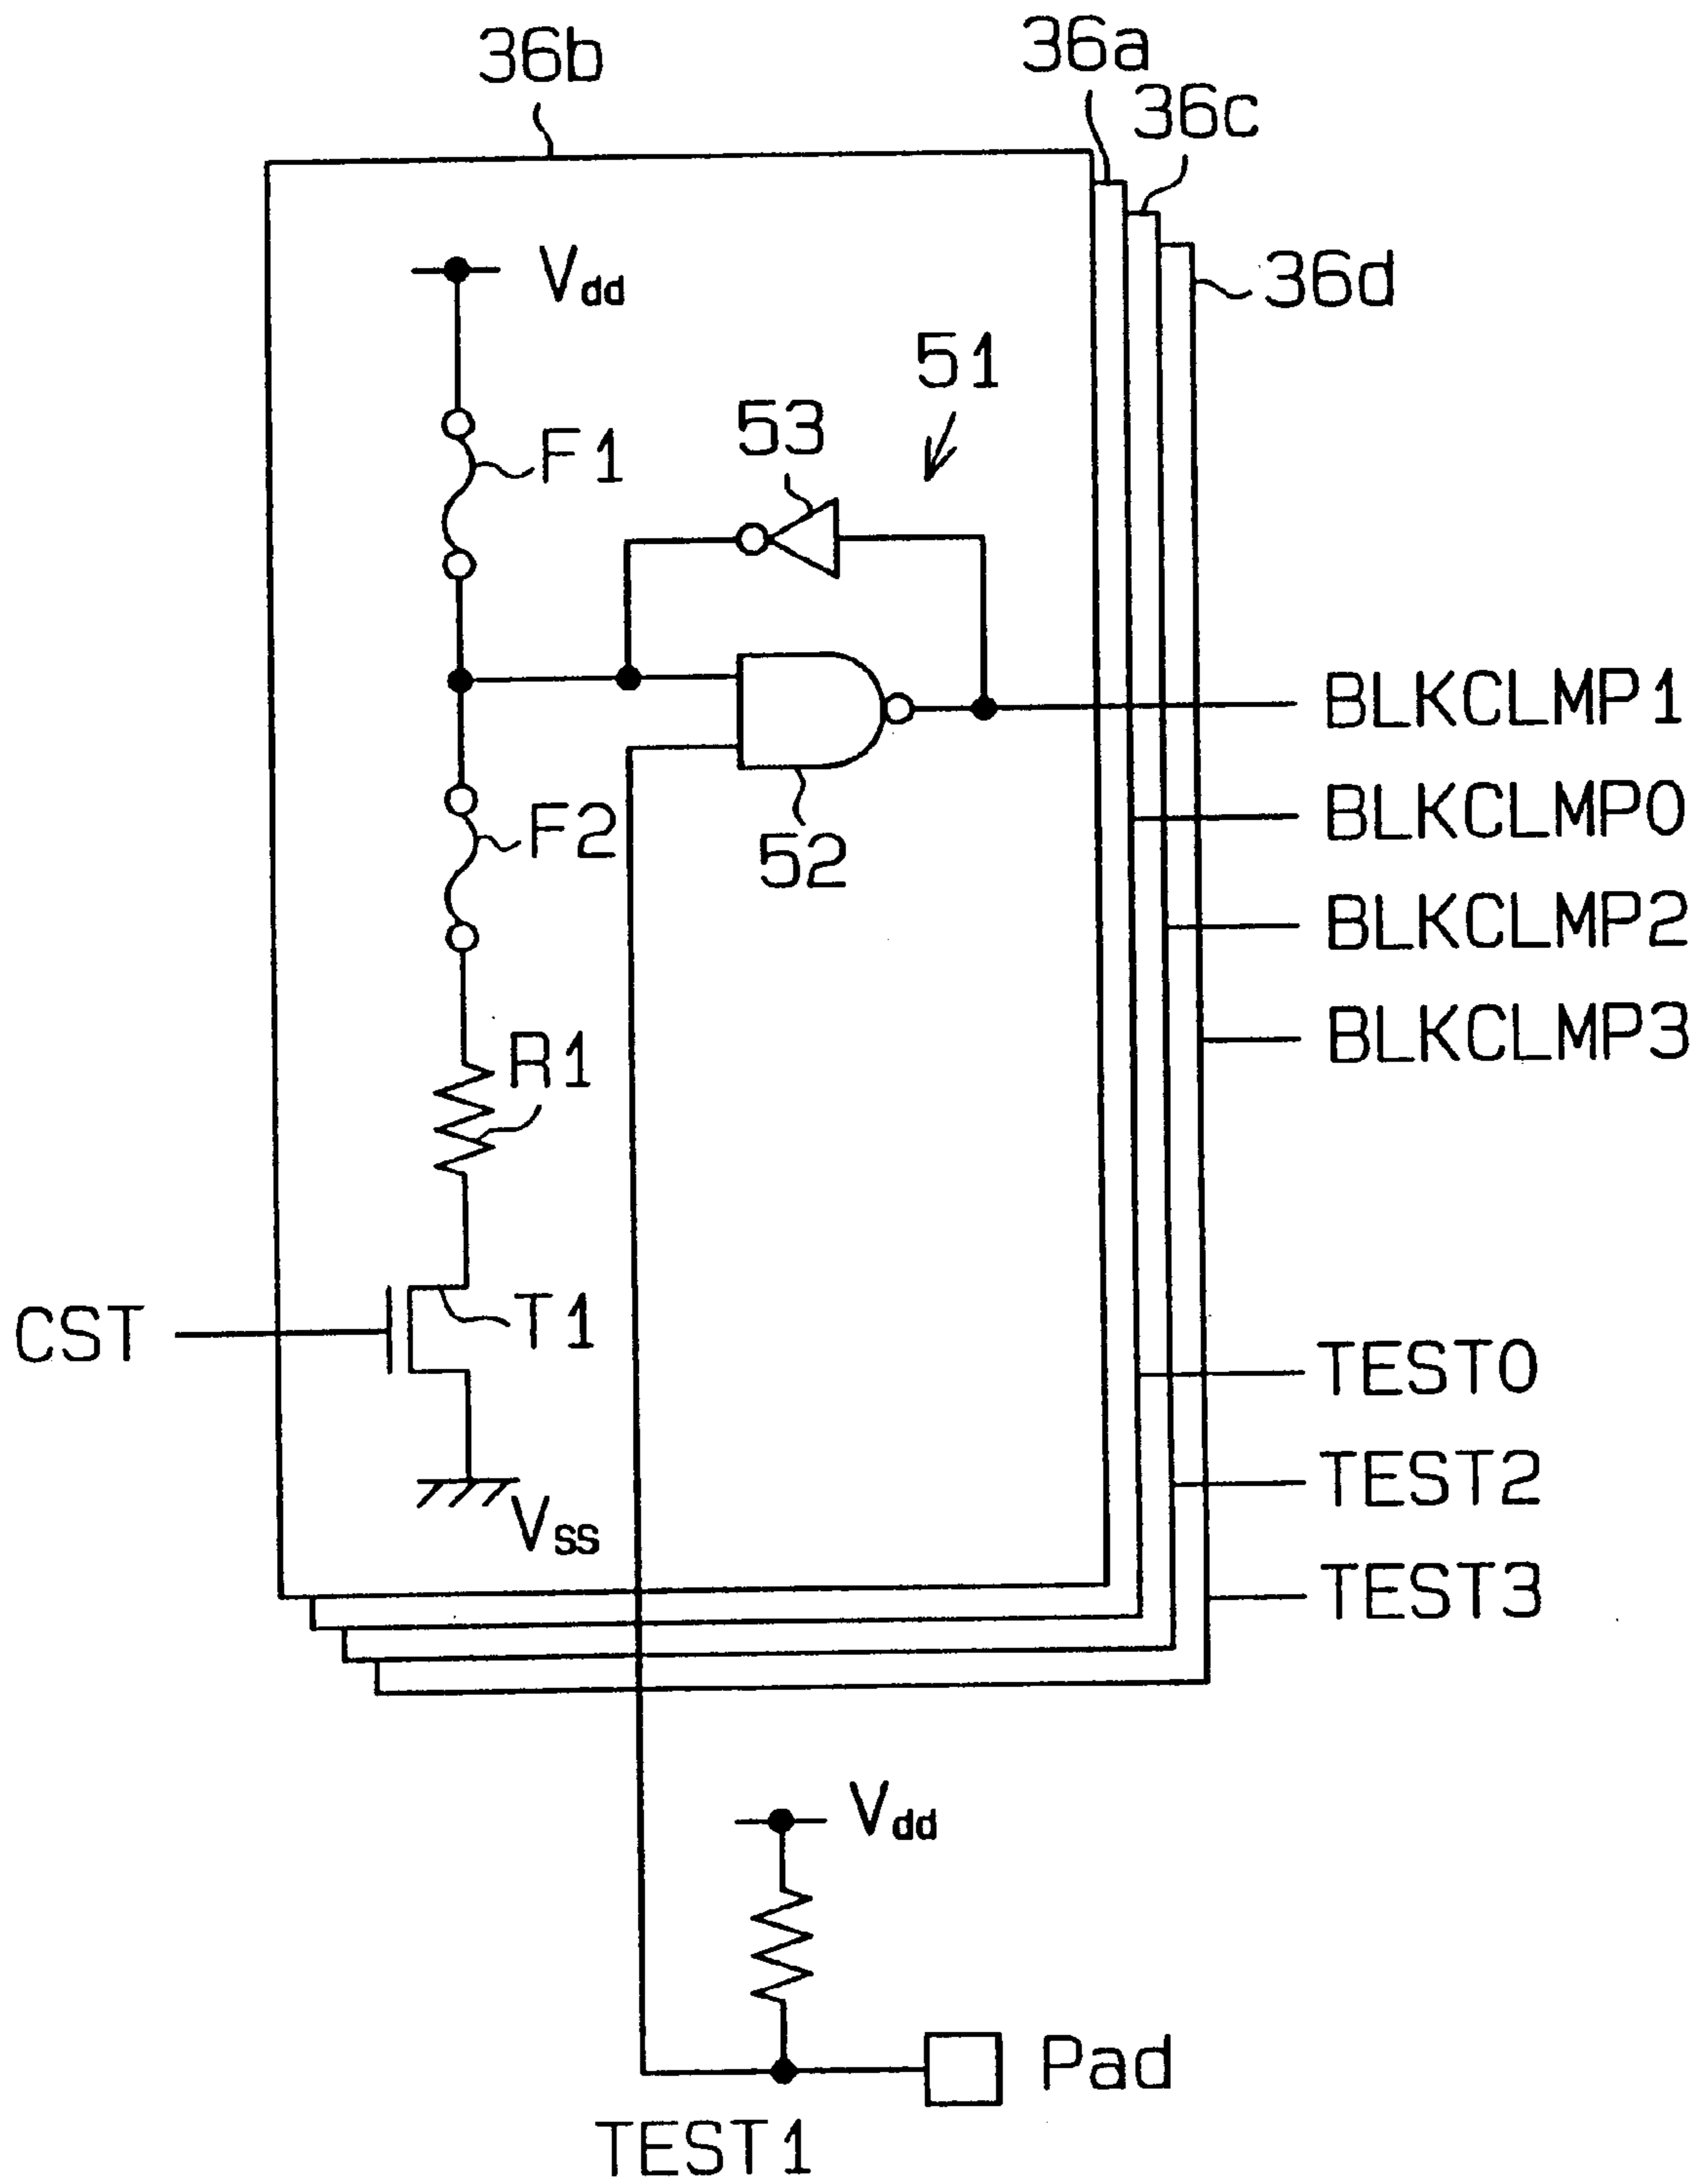 36b
36a
36c
36d
Vdd
51
53
F1
BLKCLMP1
BLKCLMP0
F2
52
BLKCLMP2
BLKCLMP3
R1
CST
T1
TEST0
TEST2
Vss
TEST3
Vdd
Pad
TEST1